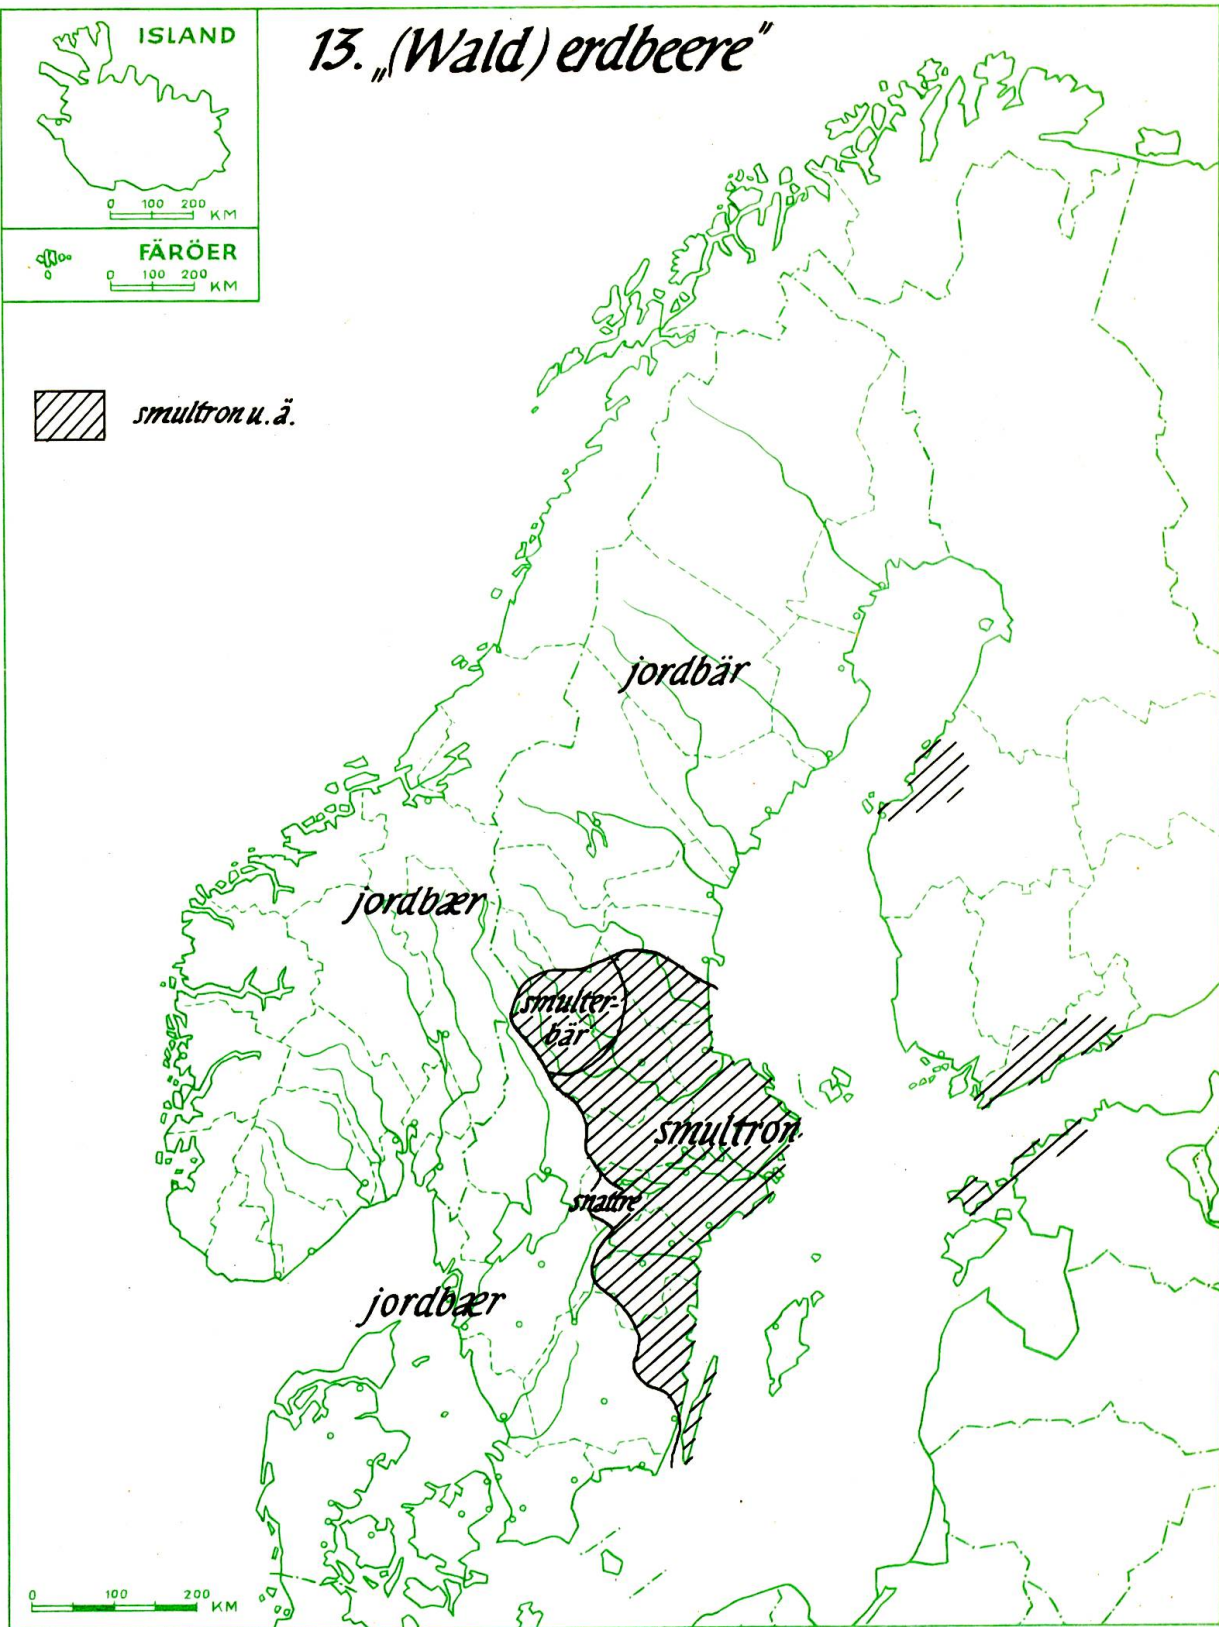 13. „(Wald) erdbeere"
ISLAND
0 100 200 KM
FÄRÖER
0 100 200 KM
smultron u. ä.
jordbär
jordbær
smulter-
bär
smultron
snattre
jordbær
0 100 200 KM